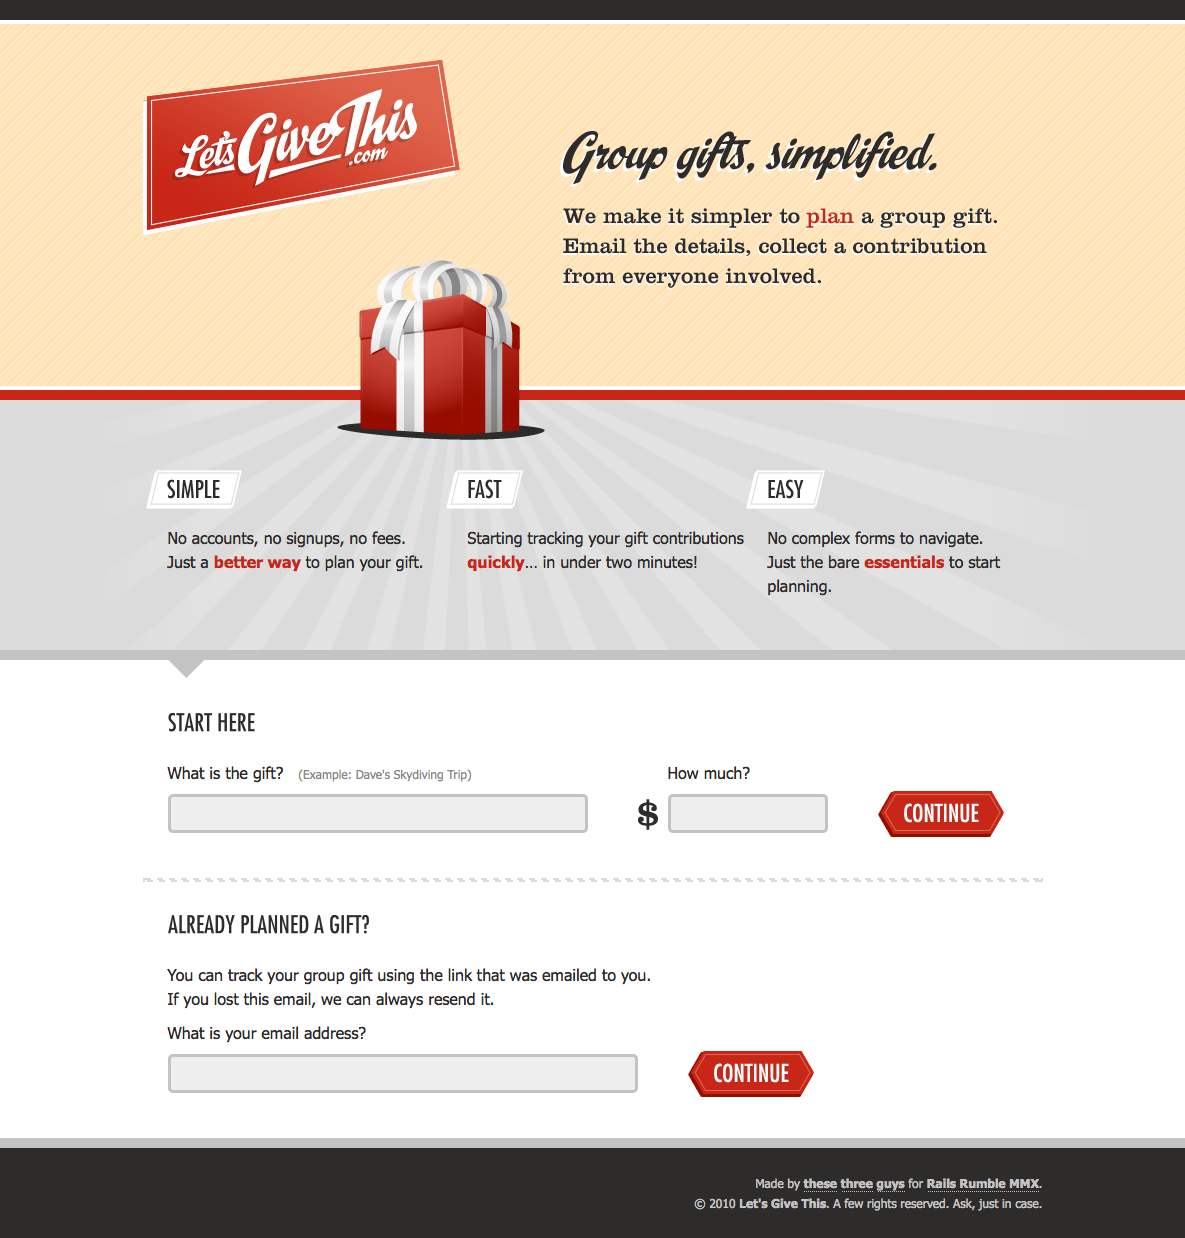 Let's Give This
.com
Group gifts, simplified.
We make it simpler to plan a group gift.
Email the details, collect a contribution
from everyone involved.
SIMPLE
No accounts, no signups, no fees.
Just a better way to plan your gift.
FAST
Starting tracking your gift contributions
quickly... in under two minutes!
EASY
No complex forms to navigate.
Just the bare essentials to start
planning.
START HERE
What is the gift? (Example: Dave's Skydiving Trip)
How much?
$
CONTINUE
ALREADY PLANNED A GIFT?
You can track your group gift using the link that was emailed to you.
If you lost this email, we can always resend it.
What is your email address?
CONTINUE
Made by these three guys for Rails Rumble MMX.
© 2010 Let's Give This. A few rights reserved. Ask, just in case.